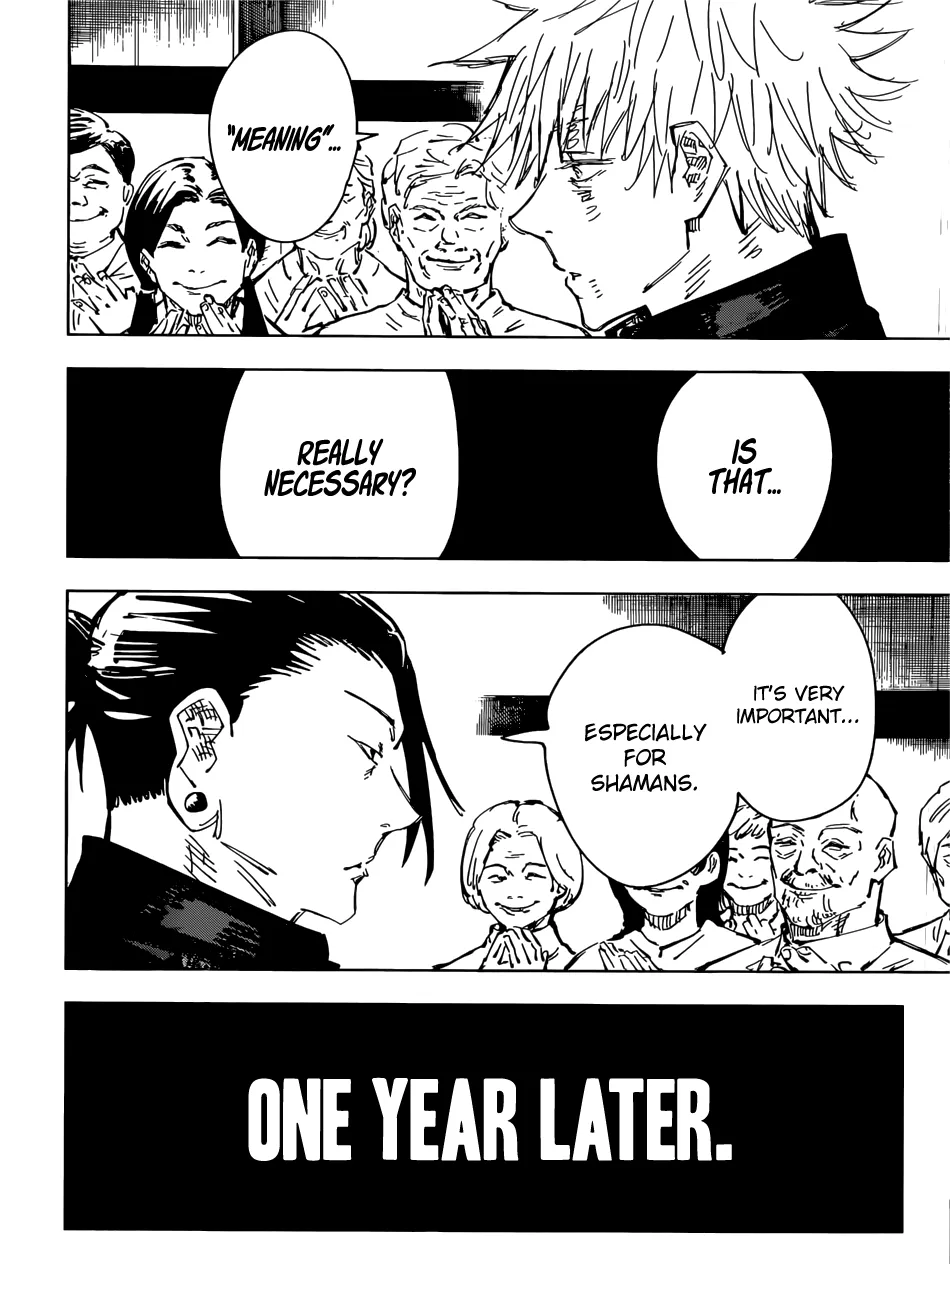 "MEANING"...
IS
THAT...
REALLY
NECESSARY?
IT'S VERY
IMPORTANT...
ESPECIALLY
FOR
SHAMANS.
ONE YEAR LATER.